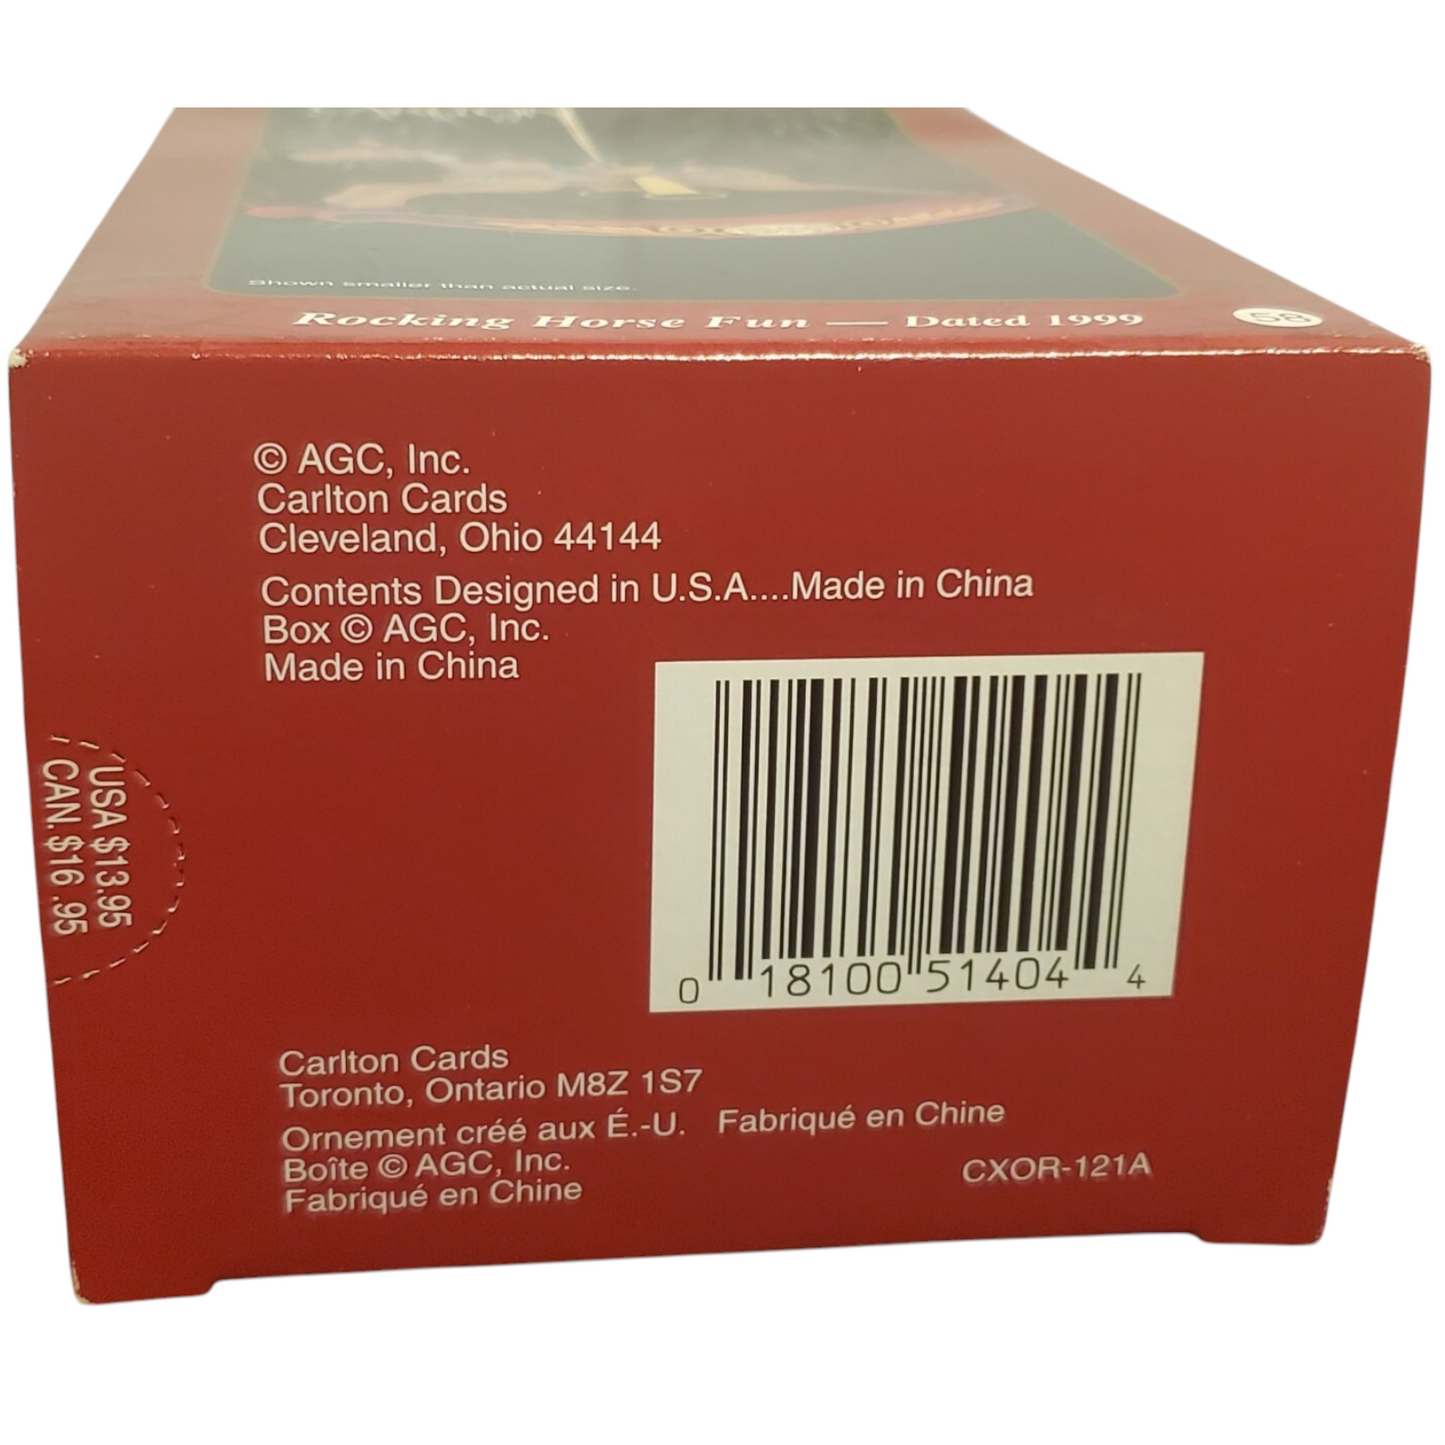 Shown smaller than actual size.
Rocking Horse Fun — Dated 1999
58
© AGC, Inc.
Carlton Cards
Cleveland, Ohio 44144
Contents Designed in U.S.A....Made in China
Box © AGC, Inc.
Made in China
USA $13.95
CAN.$16.95
0 18100 51404 4
Carlton Cards
Toronto, Ontario M8Z 1S7
Ornement créé aux É.-U. Fabriqué en Chine
Boîte © AGC, Inc.
Fabriqué en Chine
CXOR-121A